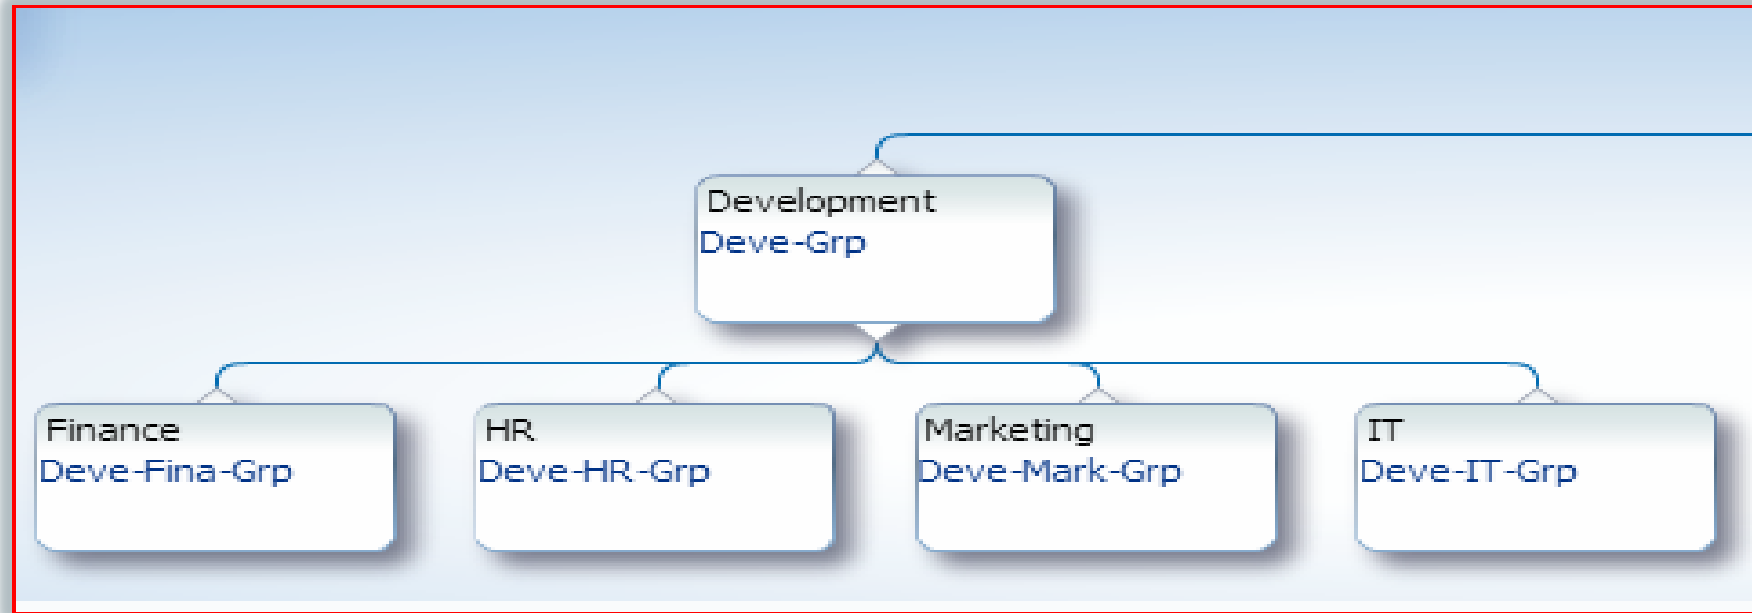 Development
Deve-Grp
Finance
Deve-Fina-Grp
HR
Deve-HR-Grp
Marketing
Deve-Mark-Grp
IT
Deve-IT-Grp